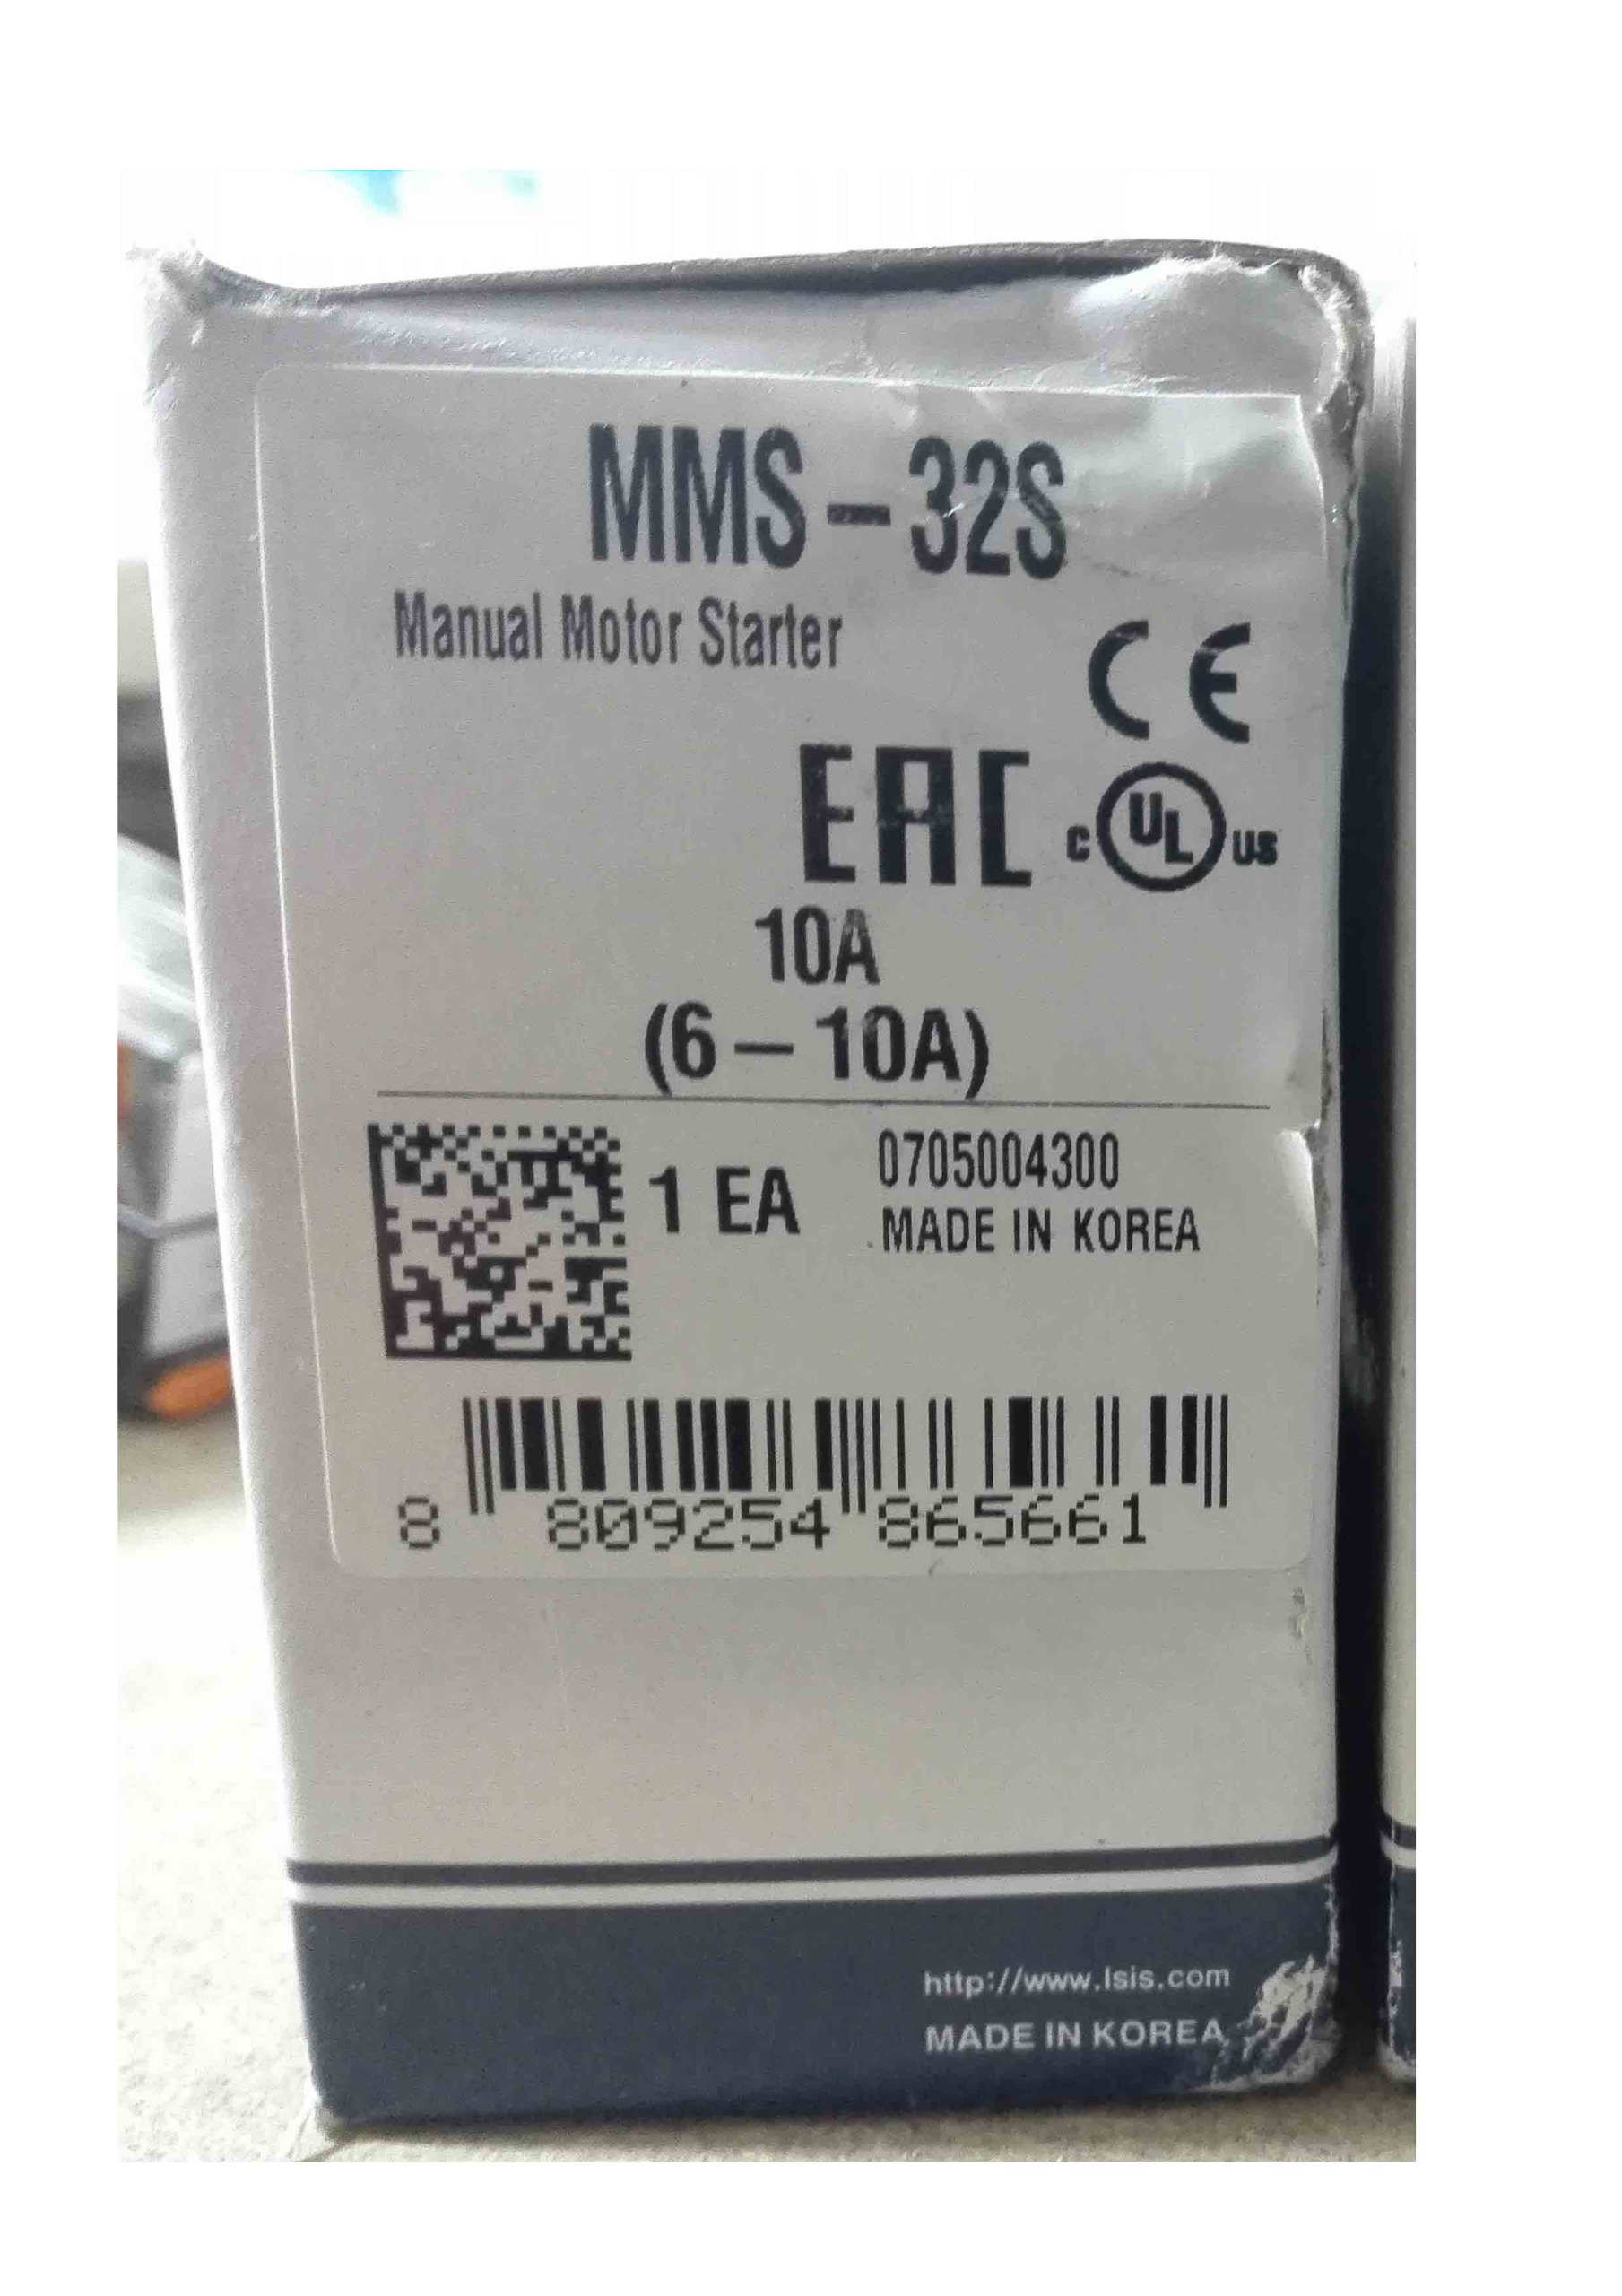 MMS-32S
Manual Motor Starter
CE
EAC
c UL us
10A
(6-10A)
1 EA
0705004300
MADE IN KOREA
8 809254 865661
http://www.lsis.com
MADE IN KOREA